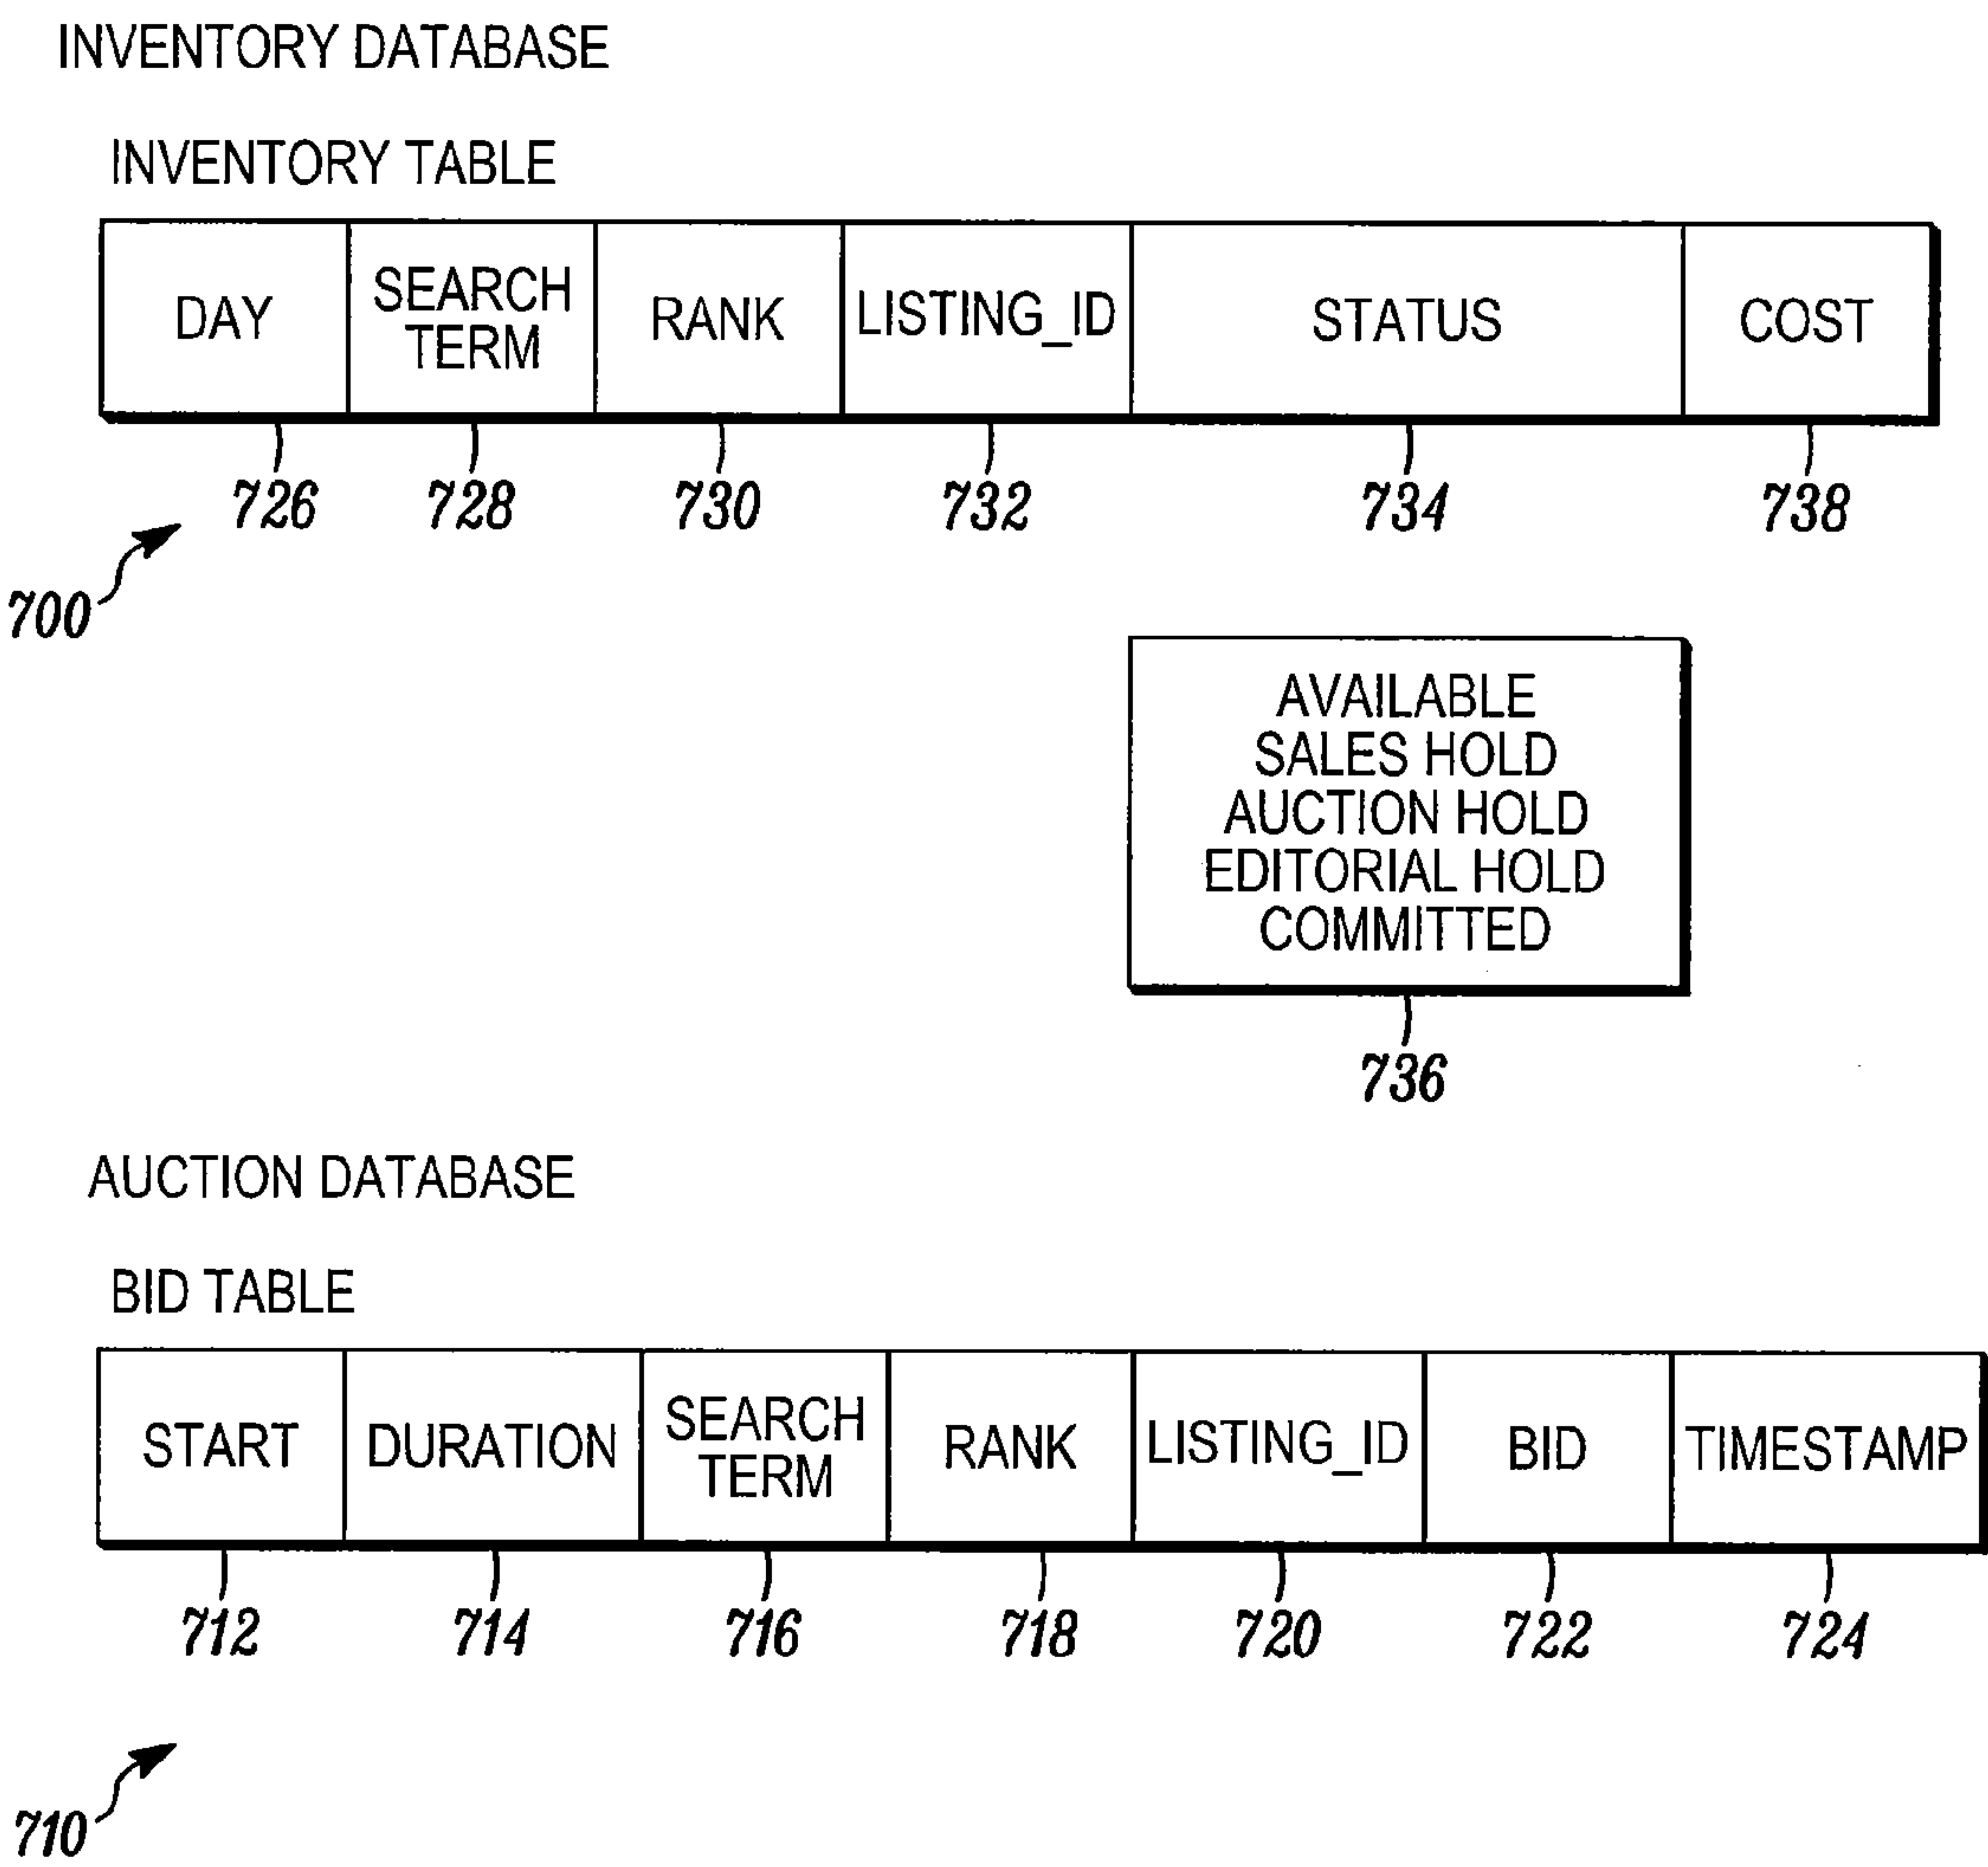 INVENTORY DATABASE
INVENTORY TABLE
DAY
SEARCH
TERM
RANK
LISTING_ID
STATUS
COST
726
728
730
732
734
738
700
AVAILABLE
SALES HOLD
AUCTION HOLD
EDITORIAL HOLD
COMMITTED
736
AUCTION DATABASE
BID TABLE
START
DURATION
SEARCH
TERM
RANK
LISTING_ID
BID
TIMESTAMP
712
714
716
718
720
722
724
710